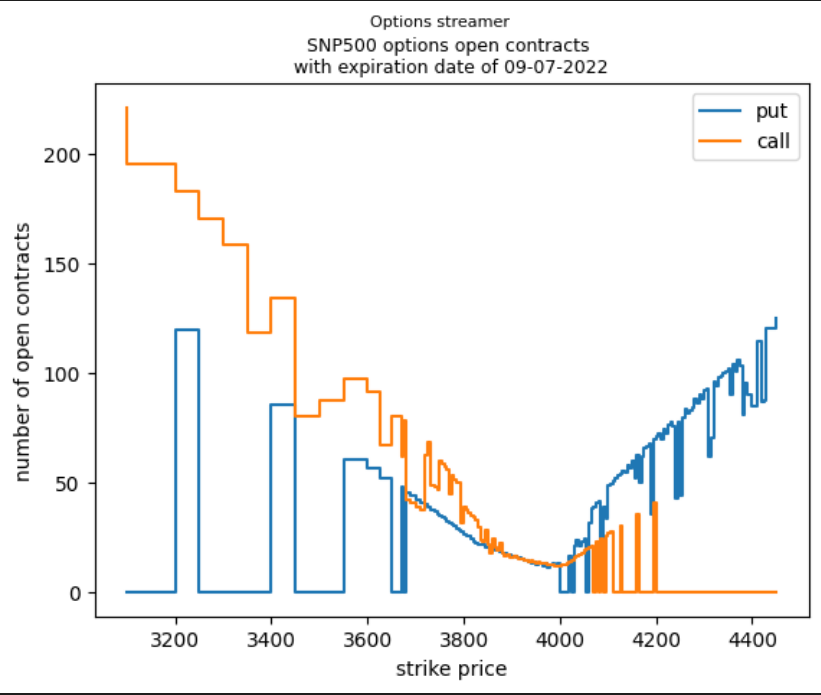 Options streamer
SNP500 options open contracts
with expiration date of 09-07-2022
put
call
number of open contracts
200
150
100
50
0
3200 3400 3600 3800 4000 4200 4400
strike price